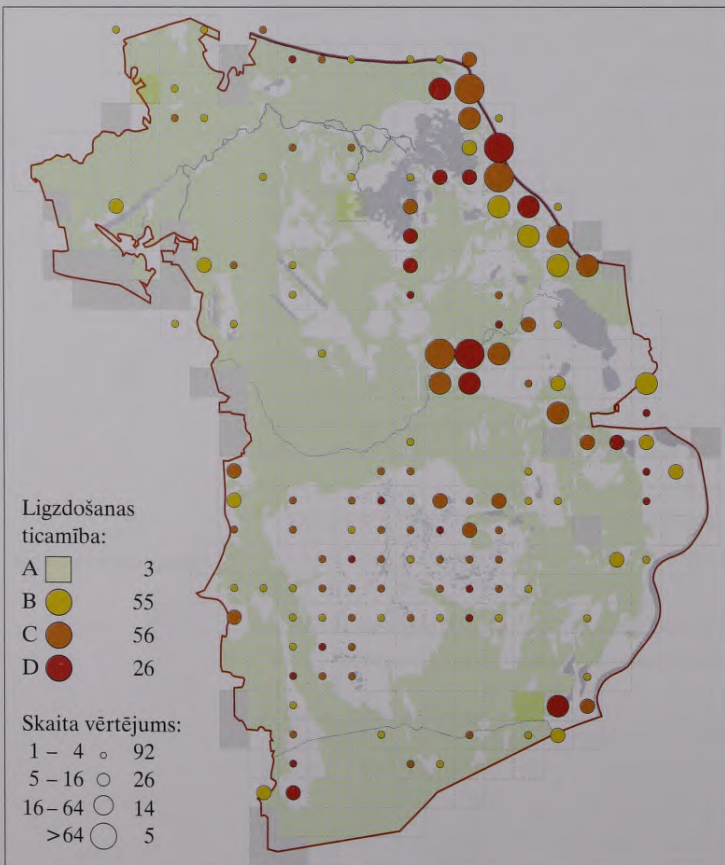 Ligzdošanas
ticamība:
A 3
B 55
C 56
D 26
Skaita vērtējums:
1 – 4 92
5 – 16 26
16 – 64 14
>64 5